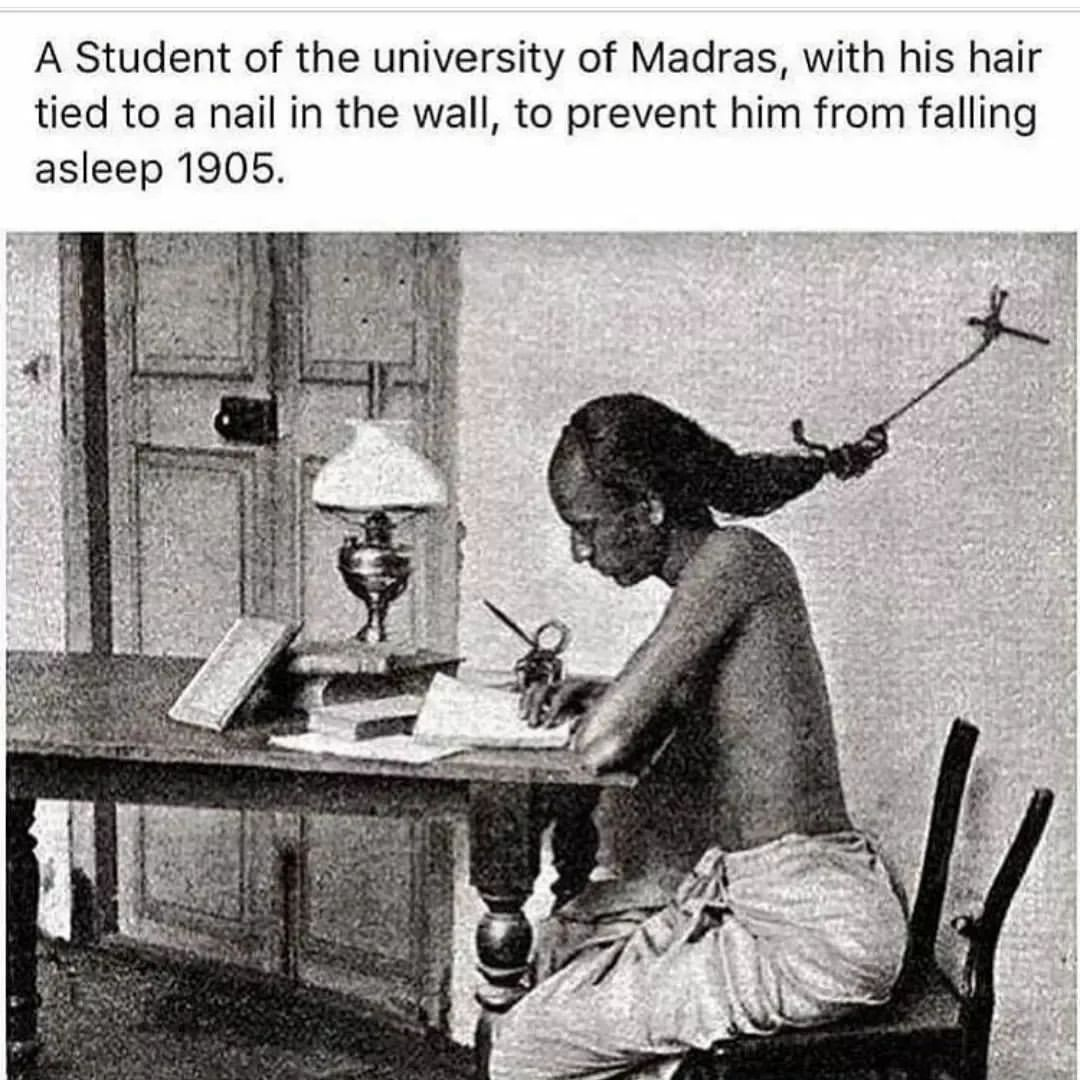 A Student of the university of Madras, with his hair
tied to a nail in the wall, to prevent him from falling
asleep 1905.